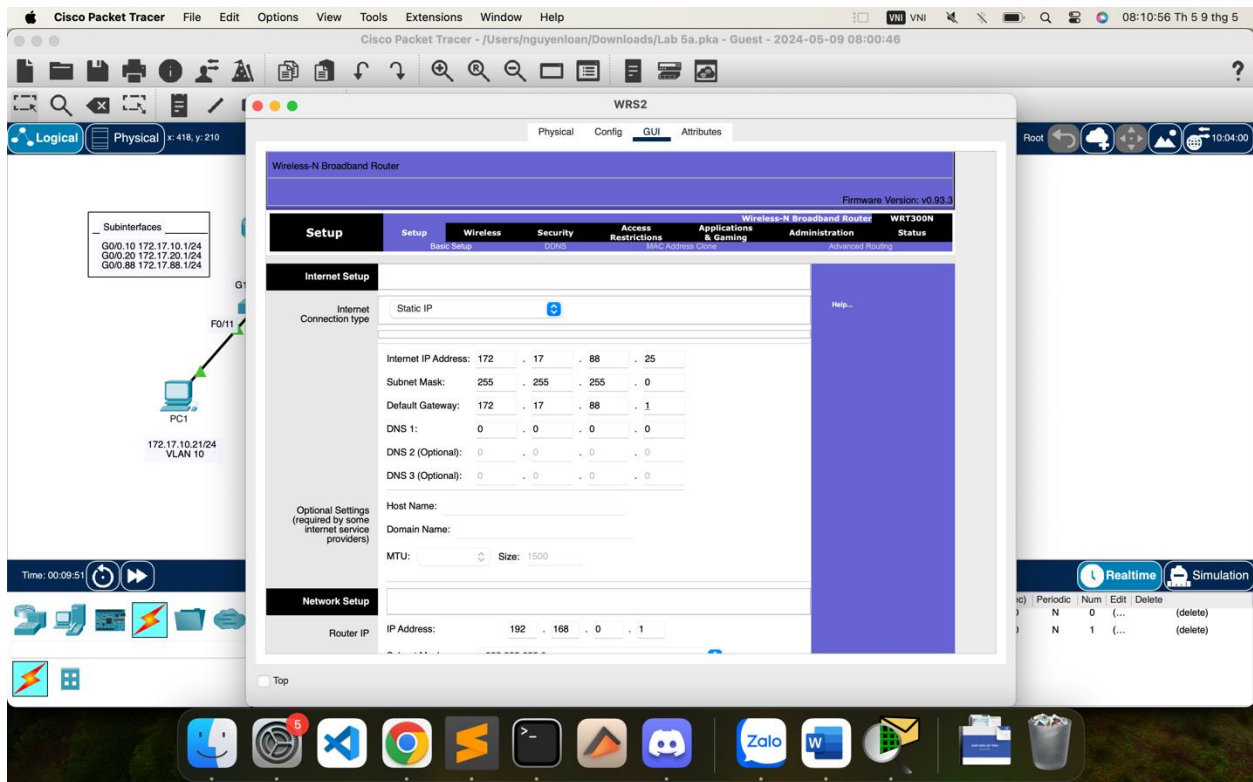 Cisco Packet Tracer File Edit Options View Tools Extensions Window Help VNI VNI 08:10:56 Th 5 9 thg 5
Cisco Packet Tracer - /Users/nguyenloan/Downloads/Lab 5a.pka - Guest - 2024-05-09 08:00:46
?
WRS2
Logical Physical x: 418, y: 210 Root 10:04:00
Physical Config GUI Attributes
Wireless-N Broadband Router
Firmware Version: v0.93.3
Wireless-N Broadband Router WRT300N
Setup Setup Wireless Security Access Restrictions Applications & Gaming Administration Status
Basic Setup DDNS MAC Address Clone Advanced Routing
Subinterfaces
G0/0.10 172.17.10.1/24
G0/0.20 172.17.20.1/24
G0/0.88 172.17.88.1/24
F0/11
PC1
172.17.10.21/24
VLAN 10
Internet Setup
Internet Connection type Static IP
Help...
Internet IP Address: 172 . 17 . 88 . 25
Subnet Mask: 255 . 255 . 255 . 0
Default Gateway: 172 . 17 . 88 . 1
DNS 1: 0 . 0 . 0 . 0
DNS 2 (Optional): 0 . 0 . 0 . 0
DNS 3 (Optional): 0 . 0 . 0 . 0
Optional Settings
(required by some
internet service
providers)
Host Name:
Domain Name:
MTU: Size: 1500
Network Setup
Router IP IP Address: 192 . 168 . 0 . 1
Top
Time: 00:09:51 Realtime Simulation
Periodic Num Edit Delete
N 0 (... (delete)
N 1 (... (delete)
5
Zalo
W